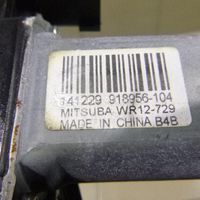 141229 918956-104
MITSUBA WR12-729
MADE IN CHINA B4B